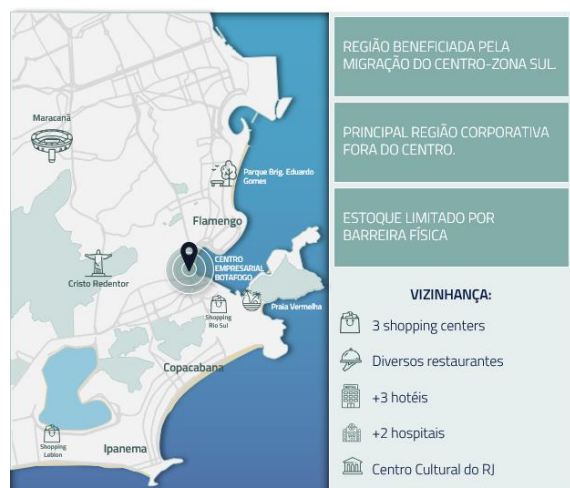 Maracanã
Parque Brig. Eduardo
Gomes
Flamengo
CENTRO
EMPRESARIAL
BOTAFOGO
Cristo Redentor
Shopping
Rio Sul
Praia Vermelha
Copacabana
Shopping
Leblon
Ipanema
REGIÃO BENEFICIADA PELA
MIGRAÇÃO DO CENTRO-ZONA SUL.
PRINCIPAL REGIÃO CORPORATIVA
FORA DO CENTRO.
ESTOQUE LIMITADO POR
BARREIRA FÍSICA
VIZINHANÇA:
3 shopping centers
Diversos restaurantes
+3 hotéis
+2 hospitais
Centro Cultural do RJ